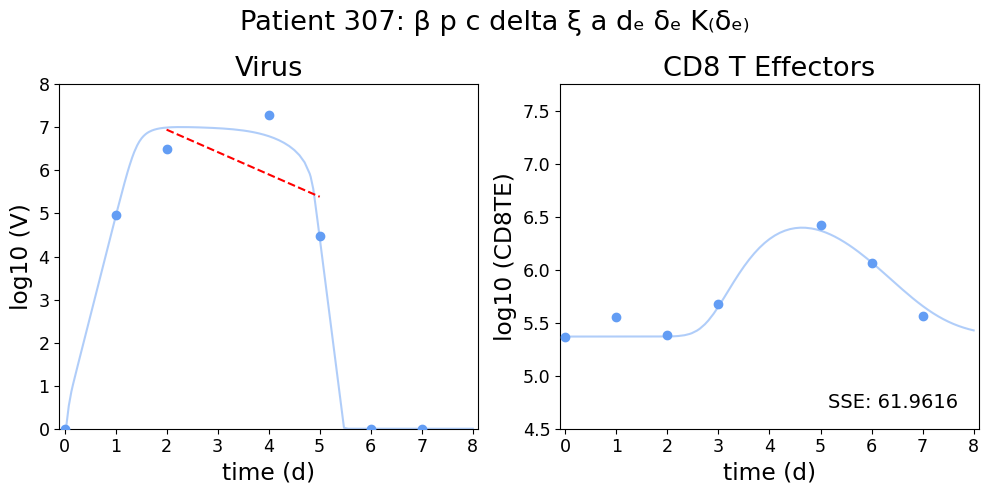 Patient 307: β p c delta ξ a dₑ δₑ K₍δₑ₎
Virus
CD8 T Effectors
log10 (V)
8
7
6
5
4
3
2
1
0
0 1 2 3 4 5 6 7 8
time (d)
log10 (CD8TE)
7.5
7.0
6.5
6.0
5.5
5.0
4.5
SSE: 61.9616
0 1 2 3 4 5 6 7 8
time (d)